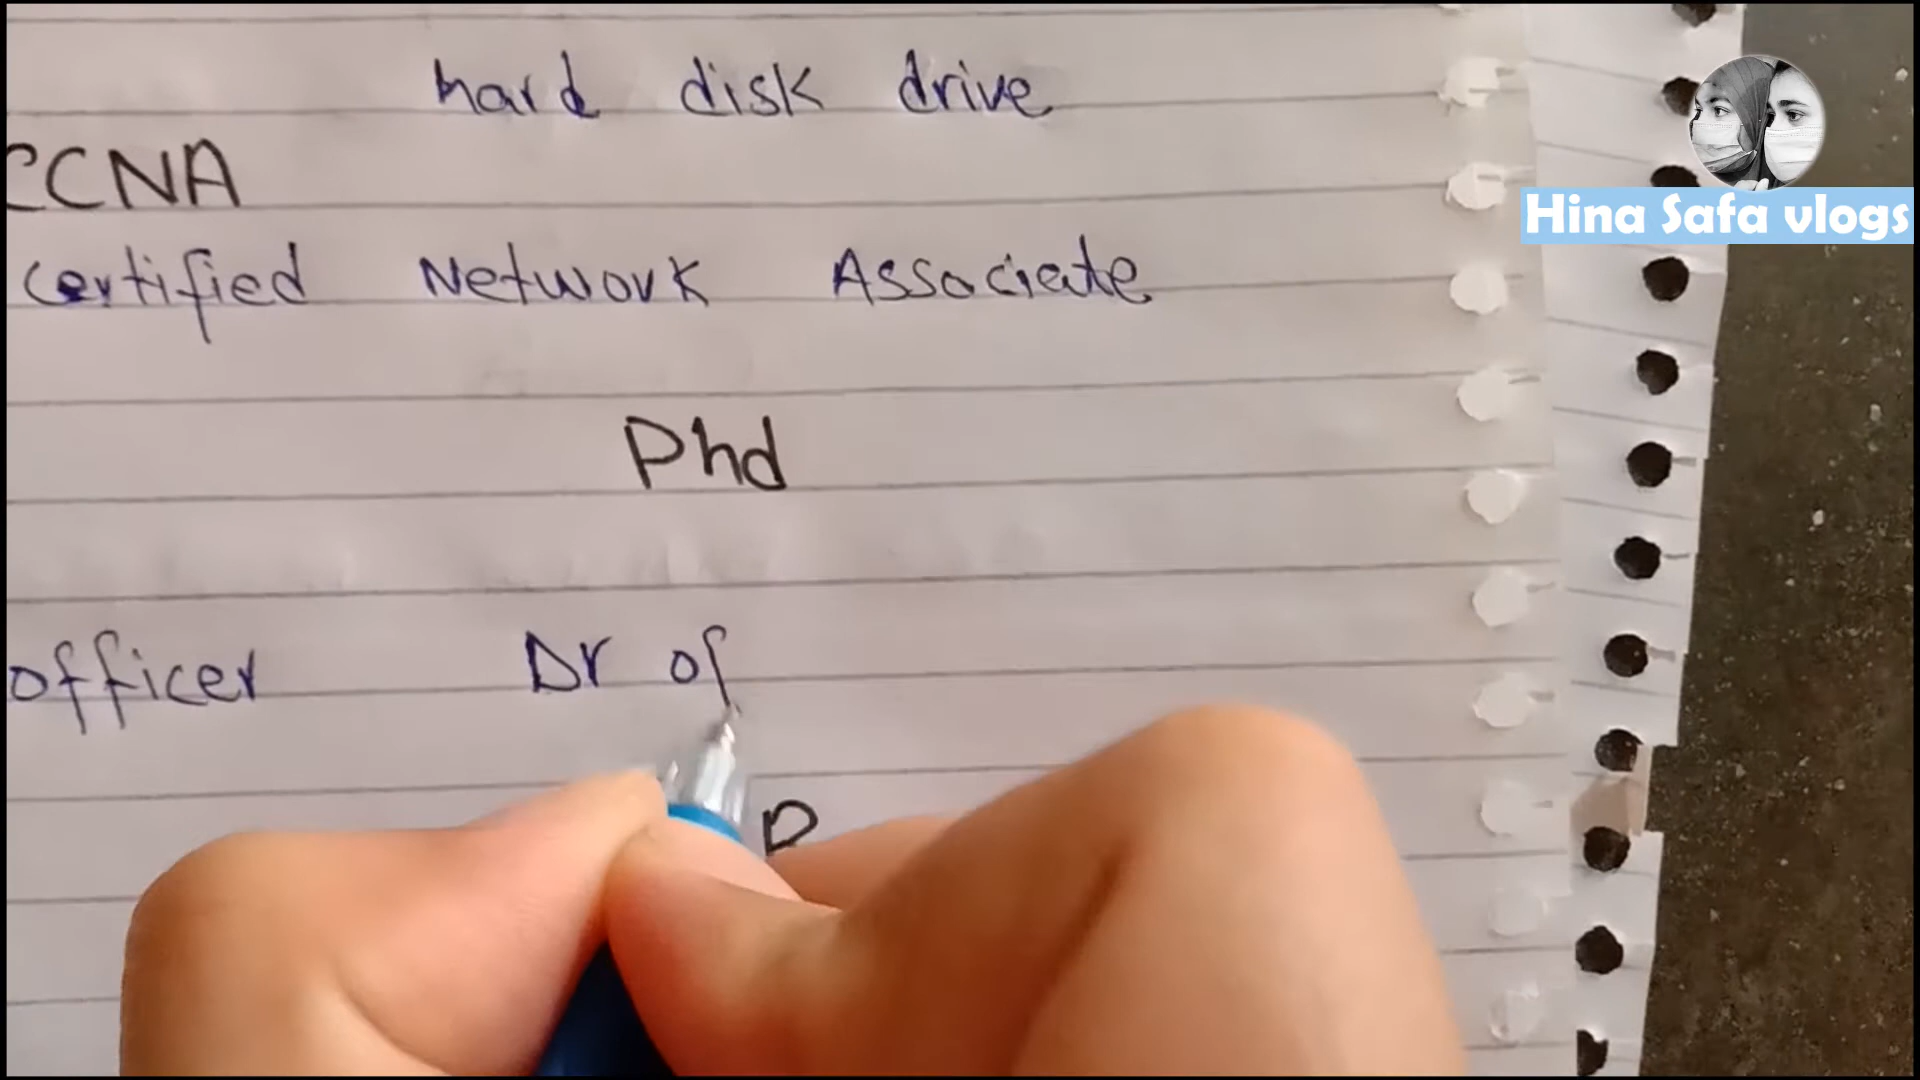 hard disk drive
CCNA
Hina Safa vlogs
certified Network Associate
Phd
officer Dr of